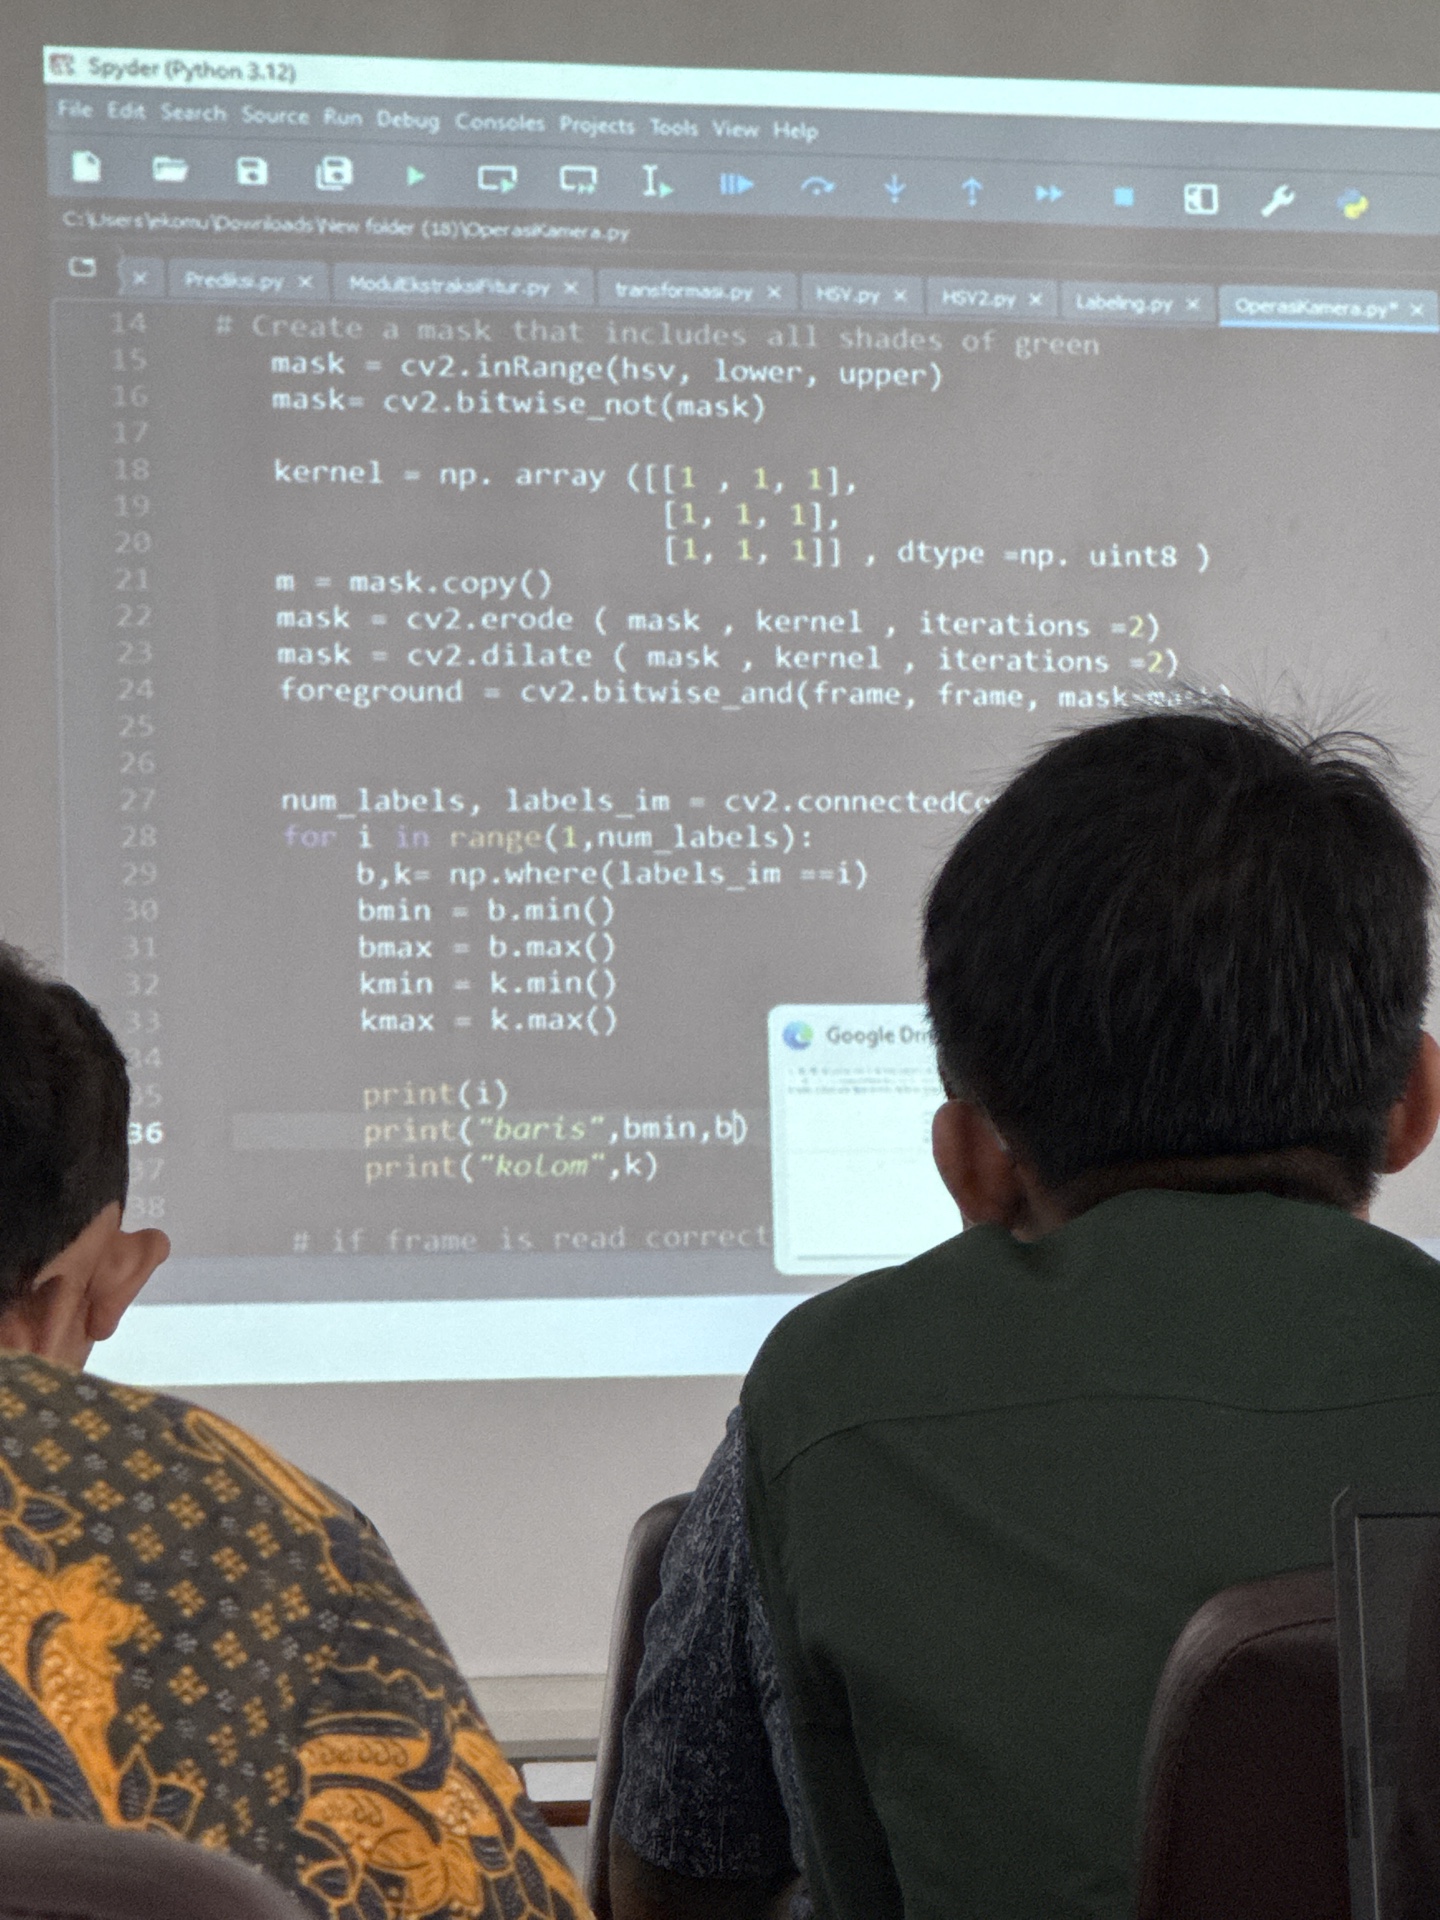 Spyder (Python 3.12)
File Edit Search Source Run Debug Consoles Projects Tools View Help
C:\Users\ekomu\Downloads\New folder (18)\OperasiKamera.py
Prediksi.py ModulEkstraksiFitur.py transformasi.py HSV.py HSV2.py Labeling.py OperasiKamera.py*
14 # Create a mask that includes all shades of green
15 mask = cv2.inRange(hsv, lower, upper)
16 mask= cv2.bitwise_not(mask)
17
18 kernel = np. array ([[1 , 1, 1],
19 [1, 1, 1],
20 [1, 1, 1]] , dtype =np. uint8 )
21 m = mask.copy()
22 mask = cv2.erode ( mask , kernel , iterations =2)
23 mask = cv2.dilate ( mask , kernel , iterations =2)
24 foreground = cv2.bitwise_and(frame, frame, mask=mask)
25
26
27 num_labels, labels_im = cv2.connectedCo
28 for i in range(1,num_labels):
29 b,k= np.where(labels_im ==i)
30 bmin = b.min()
31 bmax = b.max()
32 kmin = k.min()
33 kmax = k.max()
34
35 print(i)
36 print("baris",bmin,b)
37 print("kolom",k)
38
# if frame is read correct
Google Dri